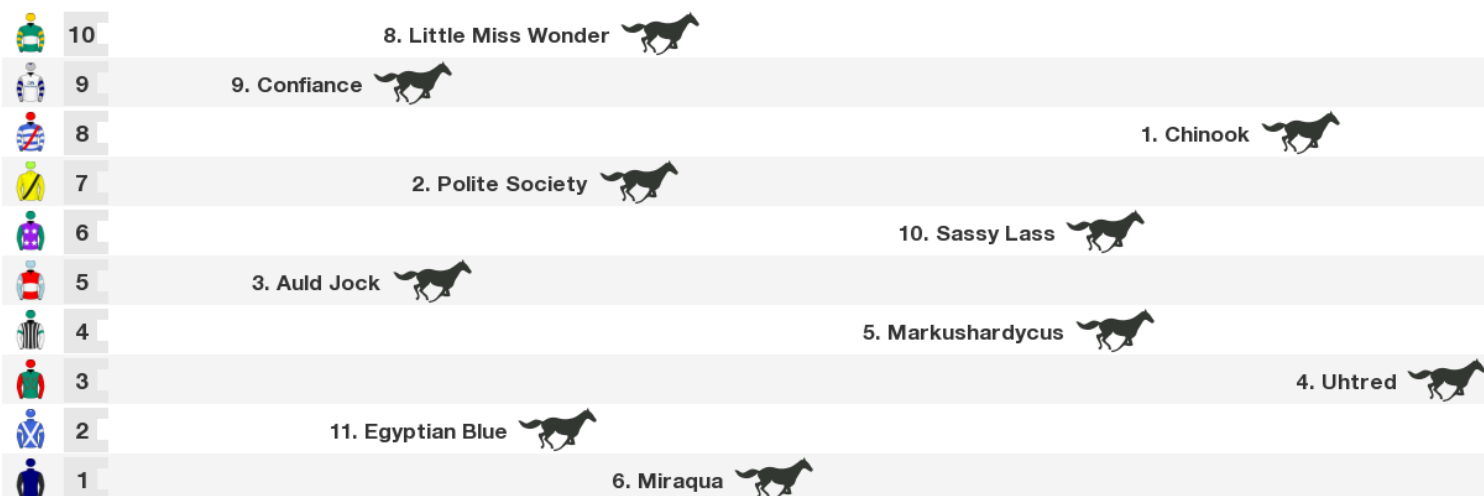 10 8. Little Miss Wonder
9 9. Confiance
8 1. Chinook
7 2. Polite Society
6 10. Sassy Lass
5 3. Auld Jock
4 5. Markushardycus
3 4. Uhtred
2 11. Egyptian Blue
1 6. Miraqua